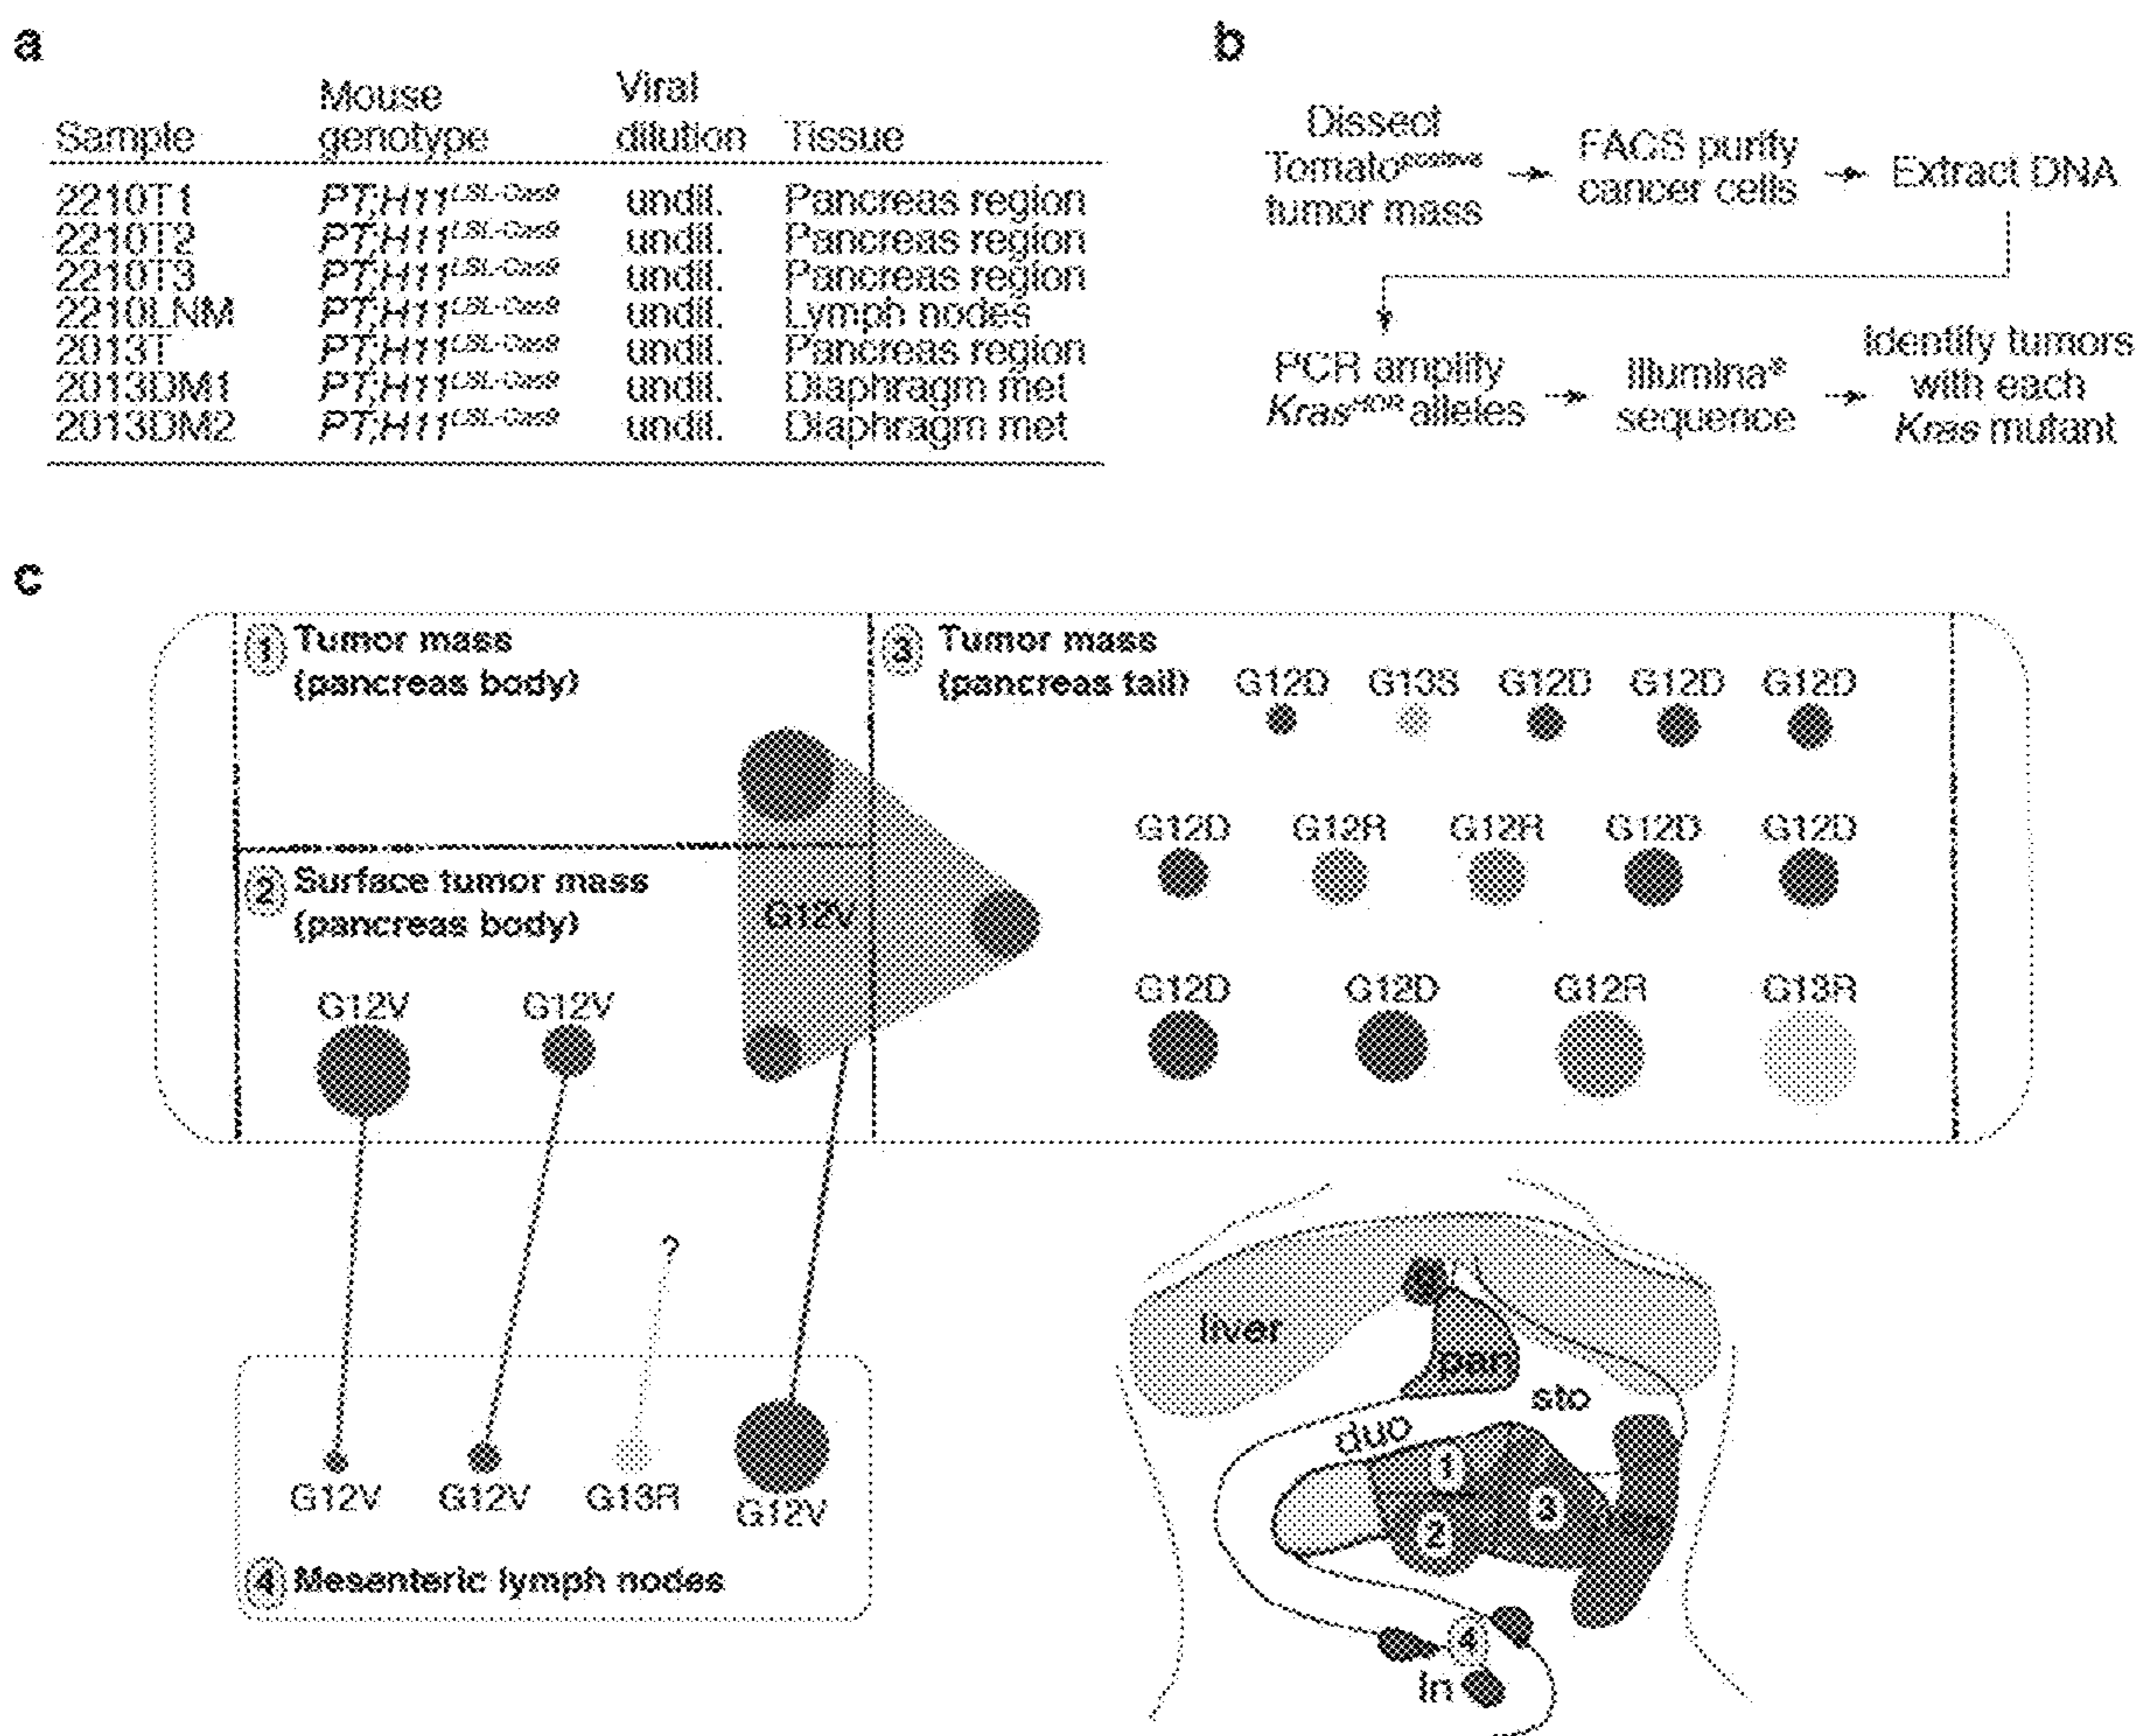 a
Sample Mouse genotype Viral dilution Tissue
2210T1 PT;H11LSL-Cas9 undil. Pancreas region
2210T2 PT;H11LSL-Cas9 undil. Pancreas region
2210T3 PT;H11LSL-Cas9 undil. Pancreas region
2210LNM PT;H11LSL-Cas9 undil. Lymph nodes
2013T PT;H11LSL-Cas9 undil. Pancreas region
2013DM1 PT;H11LSL-Cas9 undil. Diaphragm met
2013DM2 PT;H11LSL-Cas9 undil. Diaphragm met
b
Dissect
Tomatopositive
tumor mass
FACS purify
cancer cells
Extract DNA
PCR amplify
KrasHDR alleles
Illumina®
sequence
Identify tumors
with each
Kras mutant
c
1 Tumor mass
(pancreas body)
2 Surface tumor mass
(pancreas body)
G12V
G12V G12V
3 Tumor mass
(pancreas tail)
G12D G13S G12D G12D G12D
G12D G12R G12R G12D G12D
G12D G12D G12R G13R
?
G12V G12V G13R G12V
4 Mesenteric lymph nodes
liver
pan
sto
duo
1
2
3
4
ln